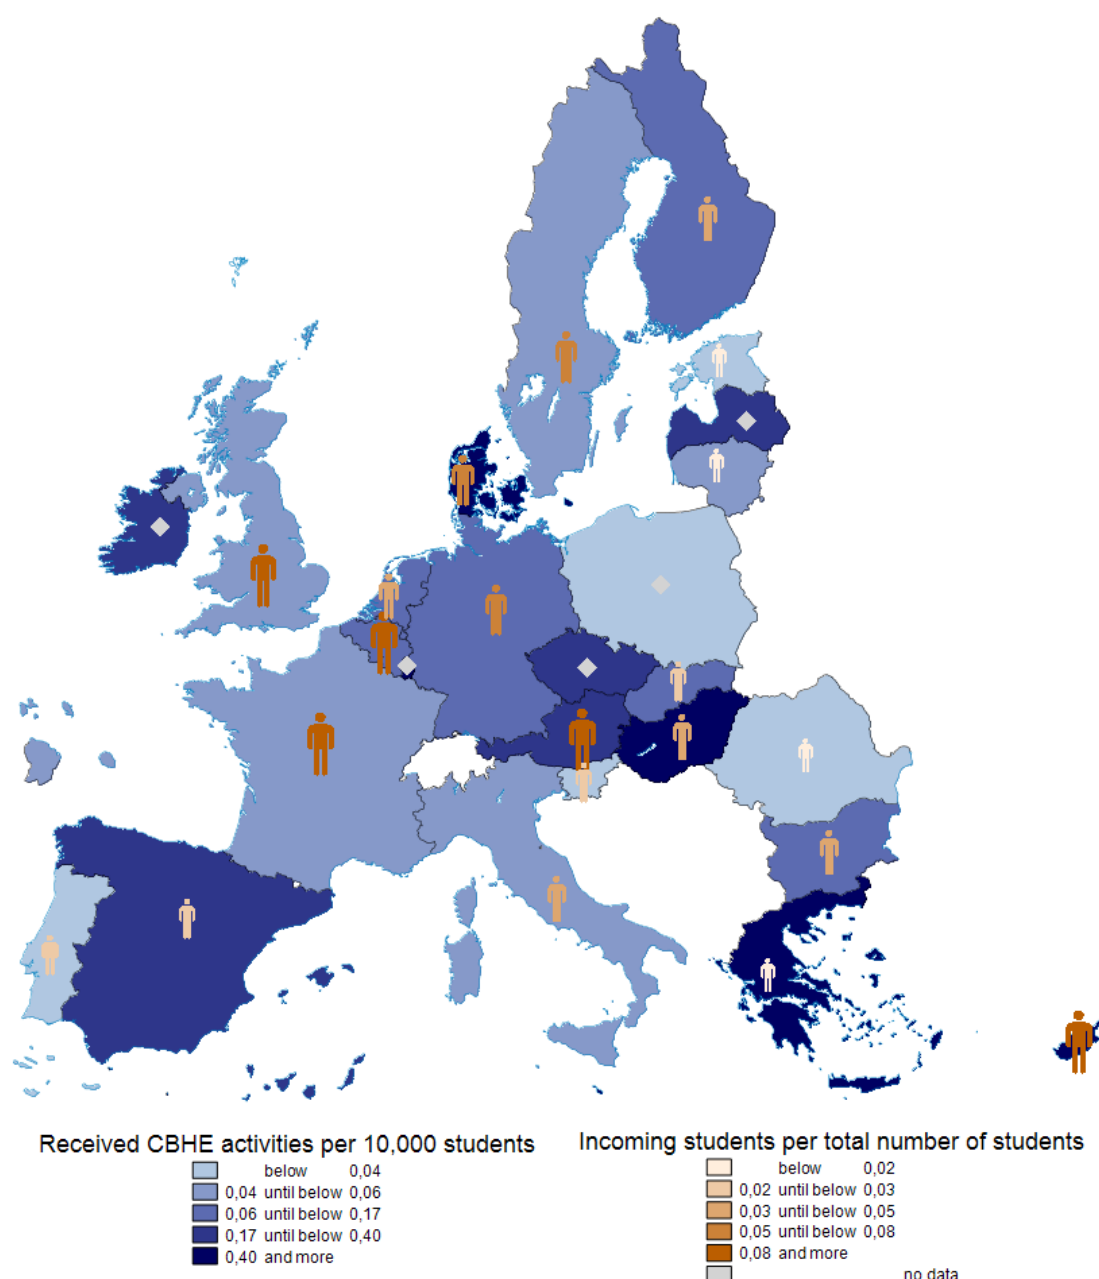 Received CBHE activities per 10,000 students
below 0,04
0,04 until below 0,06
0,06 until below 0,17
0,17 until below 0,40
0,40 and more
Incoming students per total number of students
below 0,02
0,02 until below 0,03
0,03 until below 0,05
0,05 until below 0,08
0,08 and more
no data